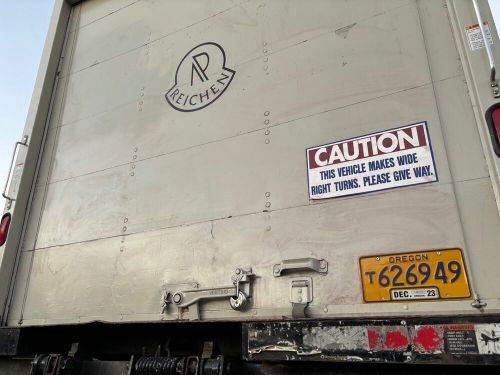 AP
REICHEN
CAUTION
THIS VEHICLE MAKES WIDE
RIGHT TURNS. PLEASE GIVE WAY.
OREGON
T626949
DEC. 23